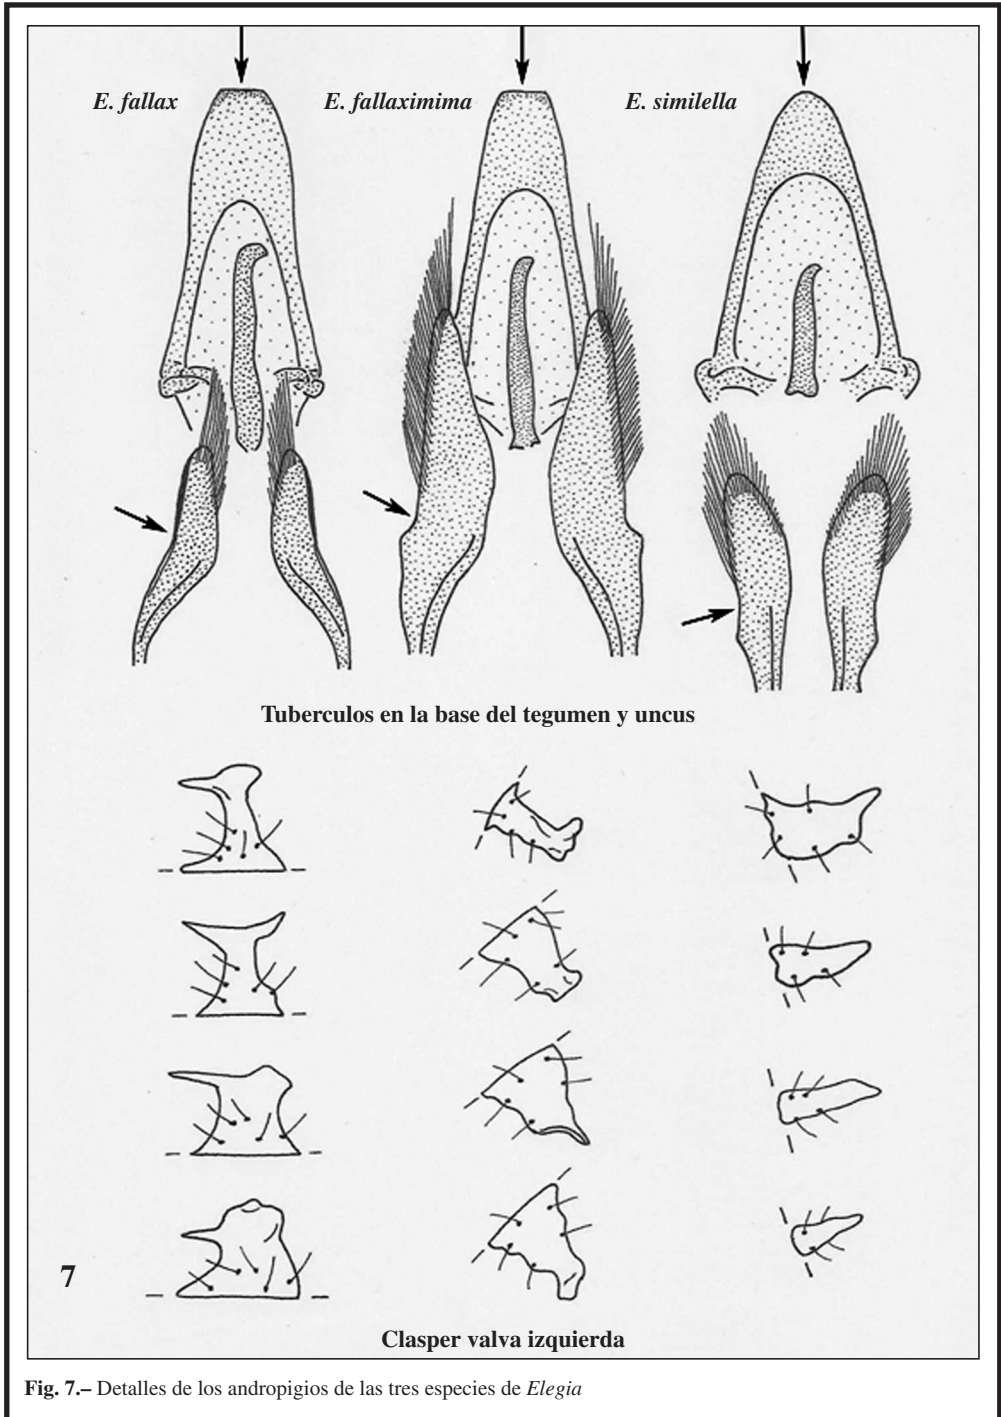 E. fallax E. fallaximima E. similella
Tuberculos en la base del tegumen y uncus
7
Clasper valva izquierda
Fig. 7.– Detalles de los andropigios de las tres especies de Elegia